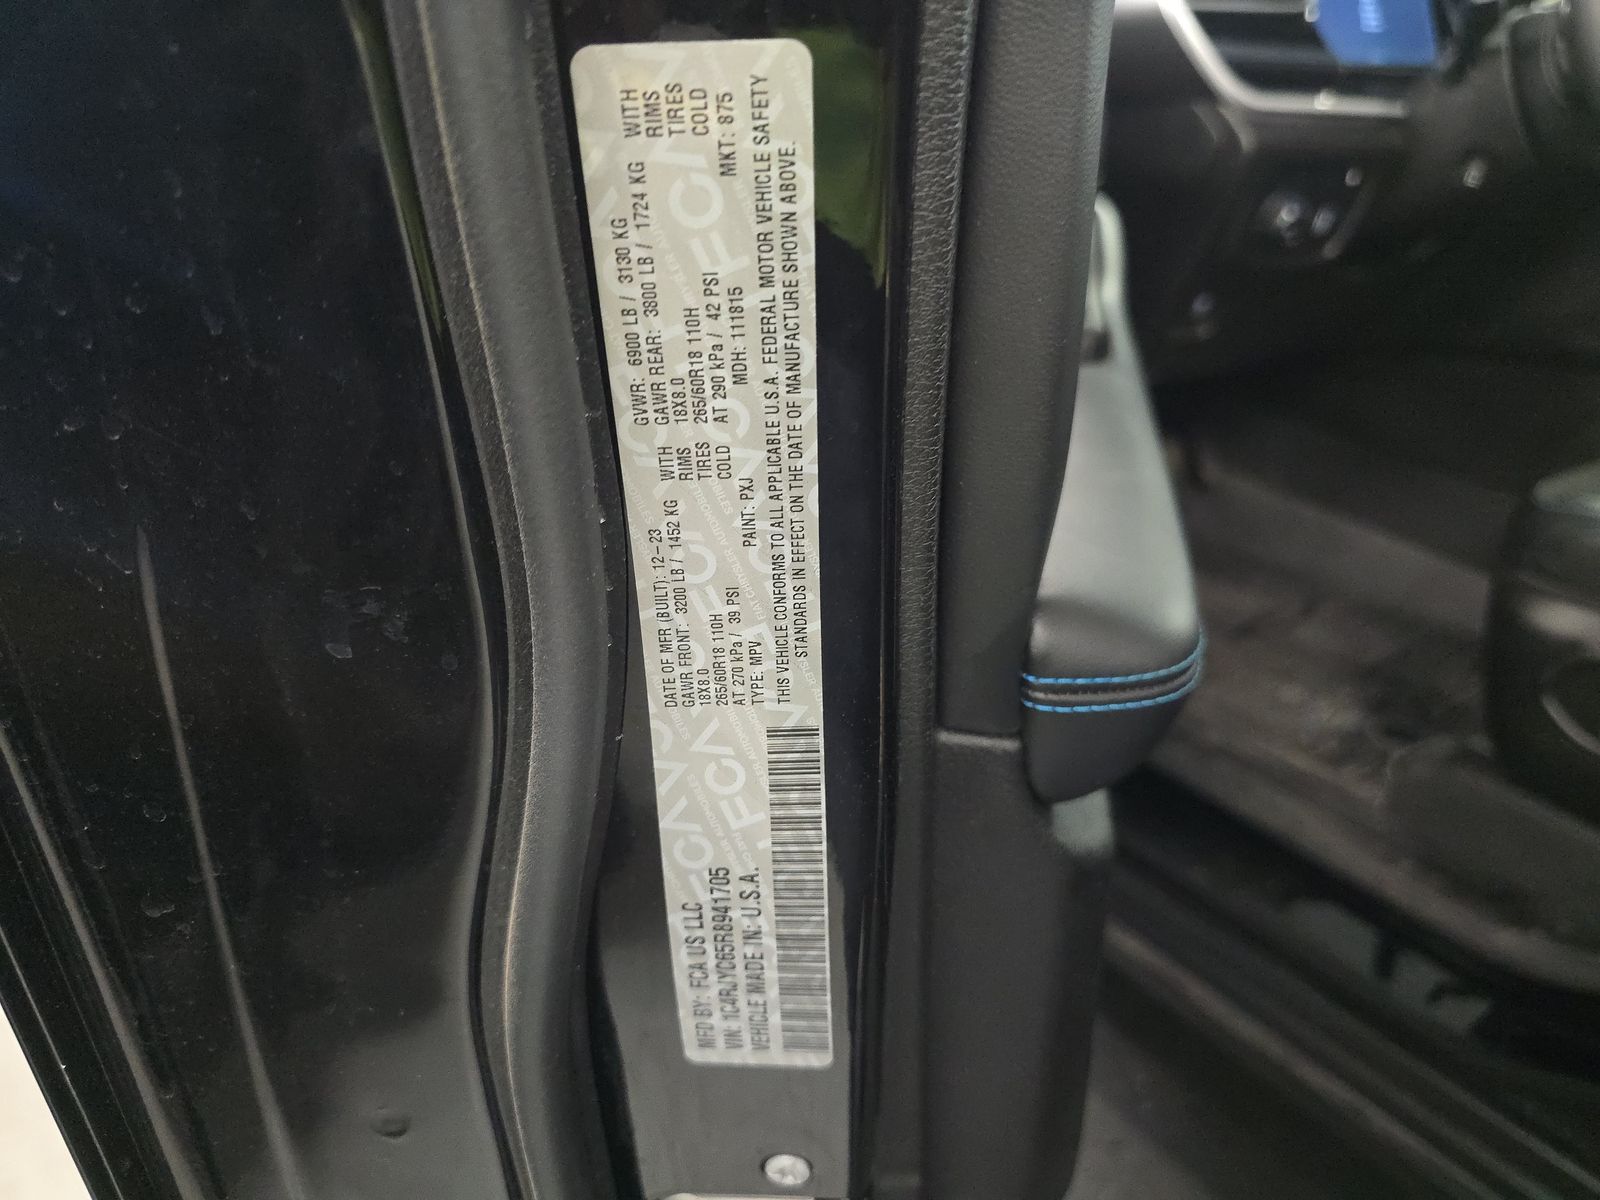 MFD BY: FCA US LLC
DATE OF MFR (BUILT): 12-23
GVWR: 6900 LB / 3130 KG
VIN: 1C4RJYC65R8941705
GAWR FRONT: 3200 LB / 1452 KG WITH
GAWR REAR: 3800 LB / 1724 KG WITH
18X8.0 RIMS
18X8.0 RIMS
265/60R18 110H TIRES
265/60R18 110H TIRES
AT 270 kPa / 39 PSI COLD
AT 290 kPa / 42 PSI COLD
VEHICLE MADE IN: U.S.A.
TYPE: MPV PAINT: PXJ MDH: 111815 MKT: 875
THIS VEHICLE CONFORMS TO ALL APPLICABLE U.S.A. FEDERAL MOTOR VEHICLE SAFETY
STANDARDS IN EFFECT ON THE DATE OF MANUFACTURE SHOWN ABOVE.